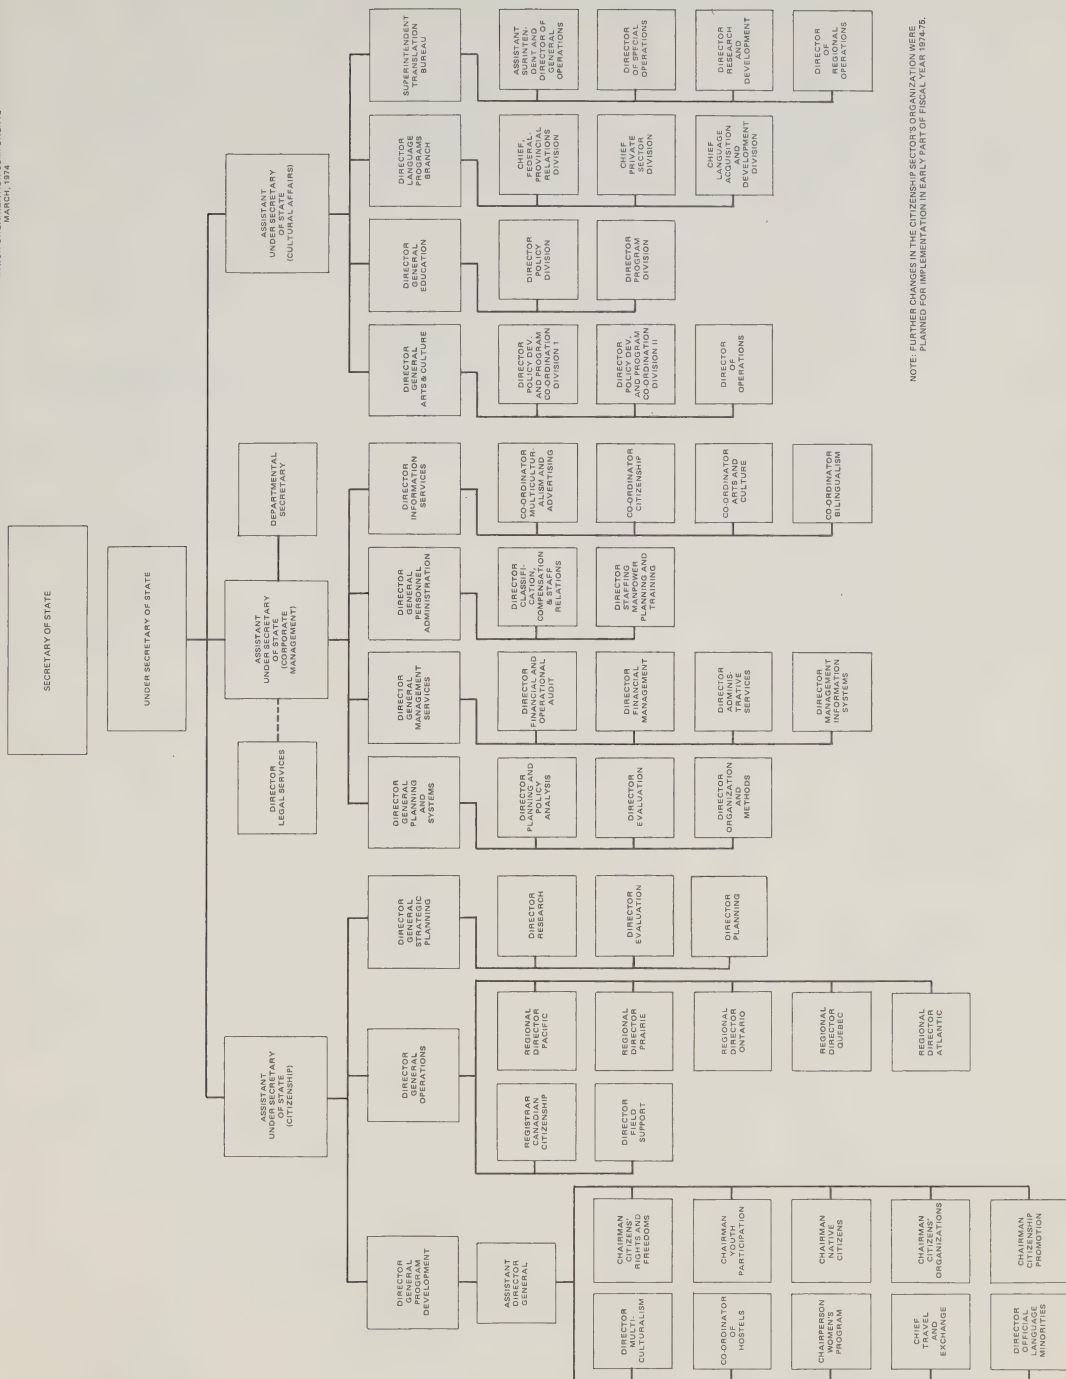 MARCH, 1974
SECRETARY OF STATE
UNDER SECRETARY OF STATE
ASSISTANT
UNDER SECRETARY
OF STATE
(CITIZENSHIP)
DIRECTOR
LEGAL SERVICES
ASSISTANT
UNDER SECRETARY
OF STATE
(CORPORATE
MANAGEMENT)
DEPARTMENTAL
SECRETARY
ASSISTANT
UNDER SECRETARY
OF STATE
(CULTURAL AFFAIRS)
DIRECTOR
GENERAL
PROGRAM
DEVELOPMENT
DIRECTOR
GENERAL
OPERATIONS
DIRECTOR
GENERAL
STRATEGIC
PLANNING
DIRECTOR
GENERAL
PLANNING
AND
SYSTEMS
DIRECTOR
GENERAL
MANAGEMENT
SERVICES
DIRECTOR
GENERAL
PERSONNEL
ADMINISTRATION
DIRECTOR
INFORMATION
SERVICES
DIRECTOR
GENERAL
ARTS & CULTURE
DIRECTOR
GENERAL
EDUCATION
DIRECTOR
LANGUAGE
PROGRAMS
BRANCH
SUPERINTENDENT
TRANSLATION
BUREAU
ASSISTANT
DIRECTOR
GENERAL
DIRECTOR
MULTI-
CULTURALISM
CO-ORDINATOR
OF
HOSTELS
CHAIRPERSON
WOMEN'S
PROGRAM
CHIEF
TRAVEL
AND
EXCHANGE
DIRECTOR
OFFICIAL
LANGUAGE
MINORITIES
CHAIRMAN
CITIZENS'
RIGHTS AND
FREEDOMS
CHAIRMAN
YOUTH
PARTICIPATION
CHAIRMAN
NATIVE
CITIZENS
CHAIRMAN
CITIZENS'
ORGANIZATIONS
CHAIRMAN
CITIZENSHIP
PROMOTION
REGISTRAR
CANADIAN
CITIZENSHIP
DIRECTOR
FIELD
SUPPORT
REGIONAL
DIRECTOR
PACIFIC
REGIONAL
DIRECTOR
PRAIRIE
REGIONAL
DIRECTOR
ONTARIO
REGIONAL
DIRECTOR
QUEBEC
REGIONAL
DIRECTOR
ATLANTIC
DIRECTOR
RESEARCH
DIRECTOR
EVALUATION
DIRECTOR
PLANNING
DIRECTOR
PLANNING AND
POLICY
ANALYSIS
DIRECTOR
EVALUATION
DIRECTOR
ORGANIZATION
AND
METHODS
DIRECTOR
FINANCIAL AND
OPERATIONAL
AUDIT
DIRECTOR
FINANCIAL
MANAGEMENT
DIRECTOR
ADMINIS-
TRATIVE
SERVICES
DIRECTOR
MANAGEMENT
INFORMATION
SYSTEMS
DIRECTOR
CLASSIFI-
CATION,
COMPENSATION
& STAFF
RELATIONS
DIRECTOR
STAFFING
MANPOWER
PLANNING AND
TRAINING
CO-ORDINATOR
MULTICULTUR-
ALISM AND
ADVERTISING
CO-ORDINATOR
CITIZENSHIP
CO-ORDINATOR
ARTS AND
CULTURE
CO-ORDINATOR
BILINGUALISM
DIRECTOR
POLICY DEV.
AND PROGRAM
CO-ORDINATION
DIVISION I
DIRECTOR
POLICY DEV.
AND PROGRAM
CO-ORDINATION
DIVISION II
DIRECTOR
OF
OPERATIONS
DIRECTOR
POLICY
DIVISION
DIRECTOR
PROGRAM
DIVISION
CHIEF,
FEDERAL-
PROVINCIAL
RELATIONS
DIVISION
CHIEF
PRIVATE
SECTOR
DIVISION
CHIEF
LANGUAGE
ACQUISITION
AND
DEVELOPMENT
DIVISION
ASSISTANT
SURINTEN-
DENT AND
DIRECTOR OF
GENERAL
OPERATIONS
DIRECTOR
OF SPECIAL
OPERATIONS
DIRECTOR
RESEARCH
AND
DEVELOPMENT
DIRECTOR
OF
REGIONAL
OPERATIONS
NOTE: FURTHER CHANGES IN THE CITIZENSHIP SECTOR'S ORGANIZATION WERE
PLANNED FOR IMPLEMENTATION IN EARLY PART OF FISCAL YEAR 1974-75.